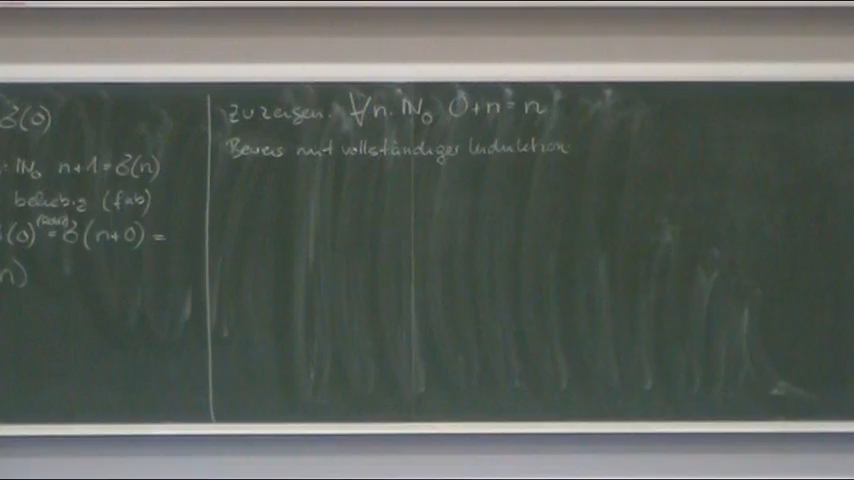 δ(0)
ℕ₀ n+1 = δ(n)
beliebig (fab)
(0) = δ(n+0) =
n)
Zu zeigen: ∀n:ℕ₀ 0+n = n
Beweis mit vollständiger Induktion: